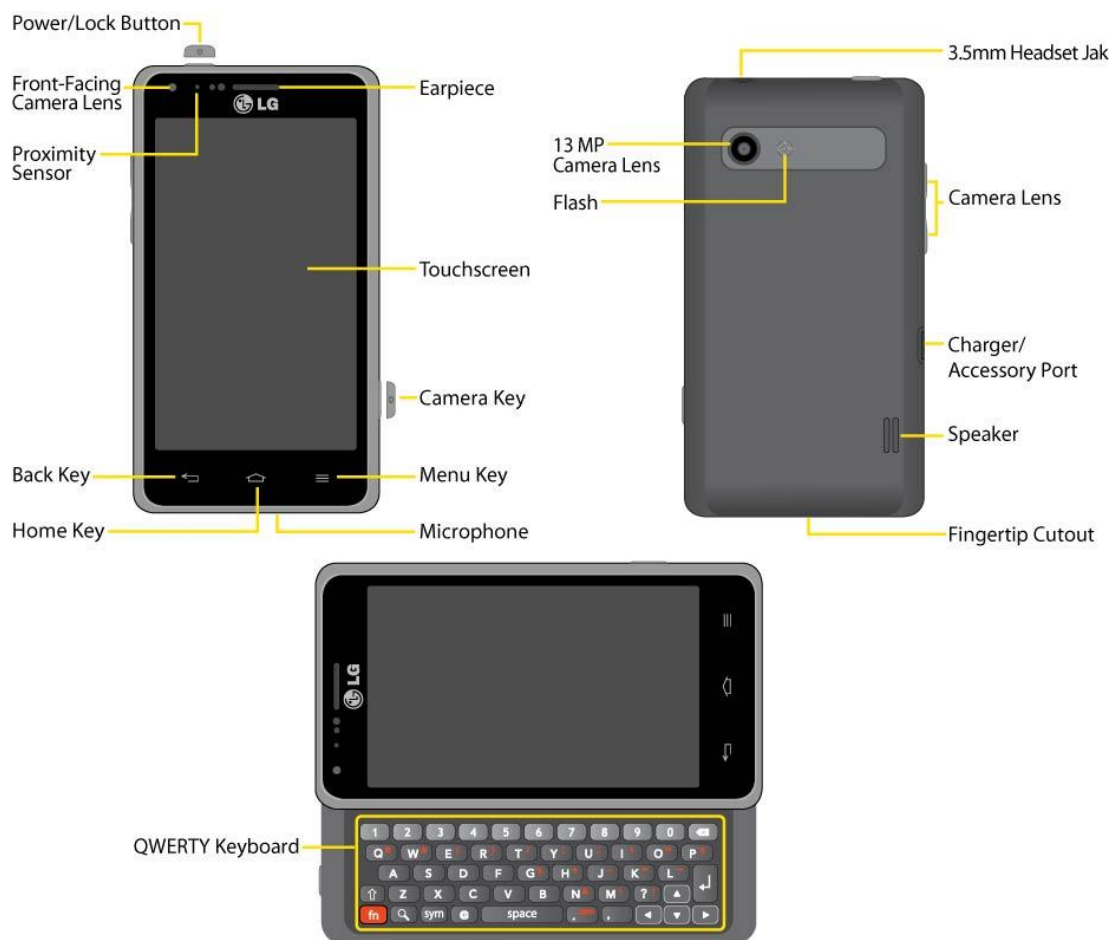 Power/Lock Button
Front-Facing
Camera Lens
Proximity
Sensor
LG
Earpiece
Touchscreen
Camera Key
Back Key
Menu Key
Home Key
Microphone
3.5mm Headset Jak
13 MP
Camera Lens
Flash
Camera Lens
Charger/
Accessory Port
Speaker
Fingertip Cutout
LG
QWERTY Keyboard
1 2 3 4 5 6 7 8 9 0
Q W E R T Y U I O P
A S D F G H J K L
Z X C V B N M ?
fn sym space . ,